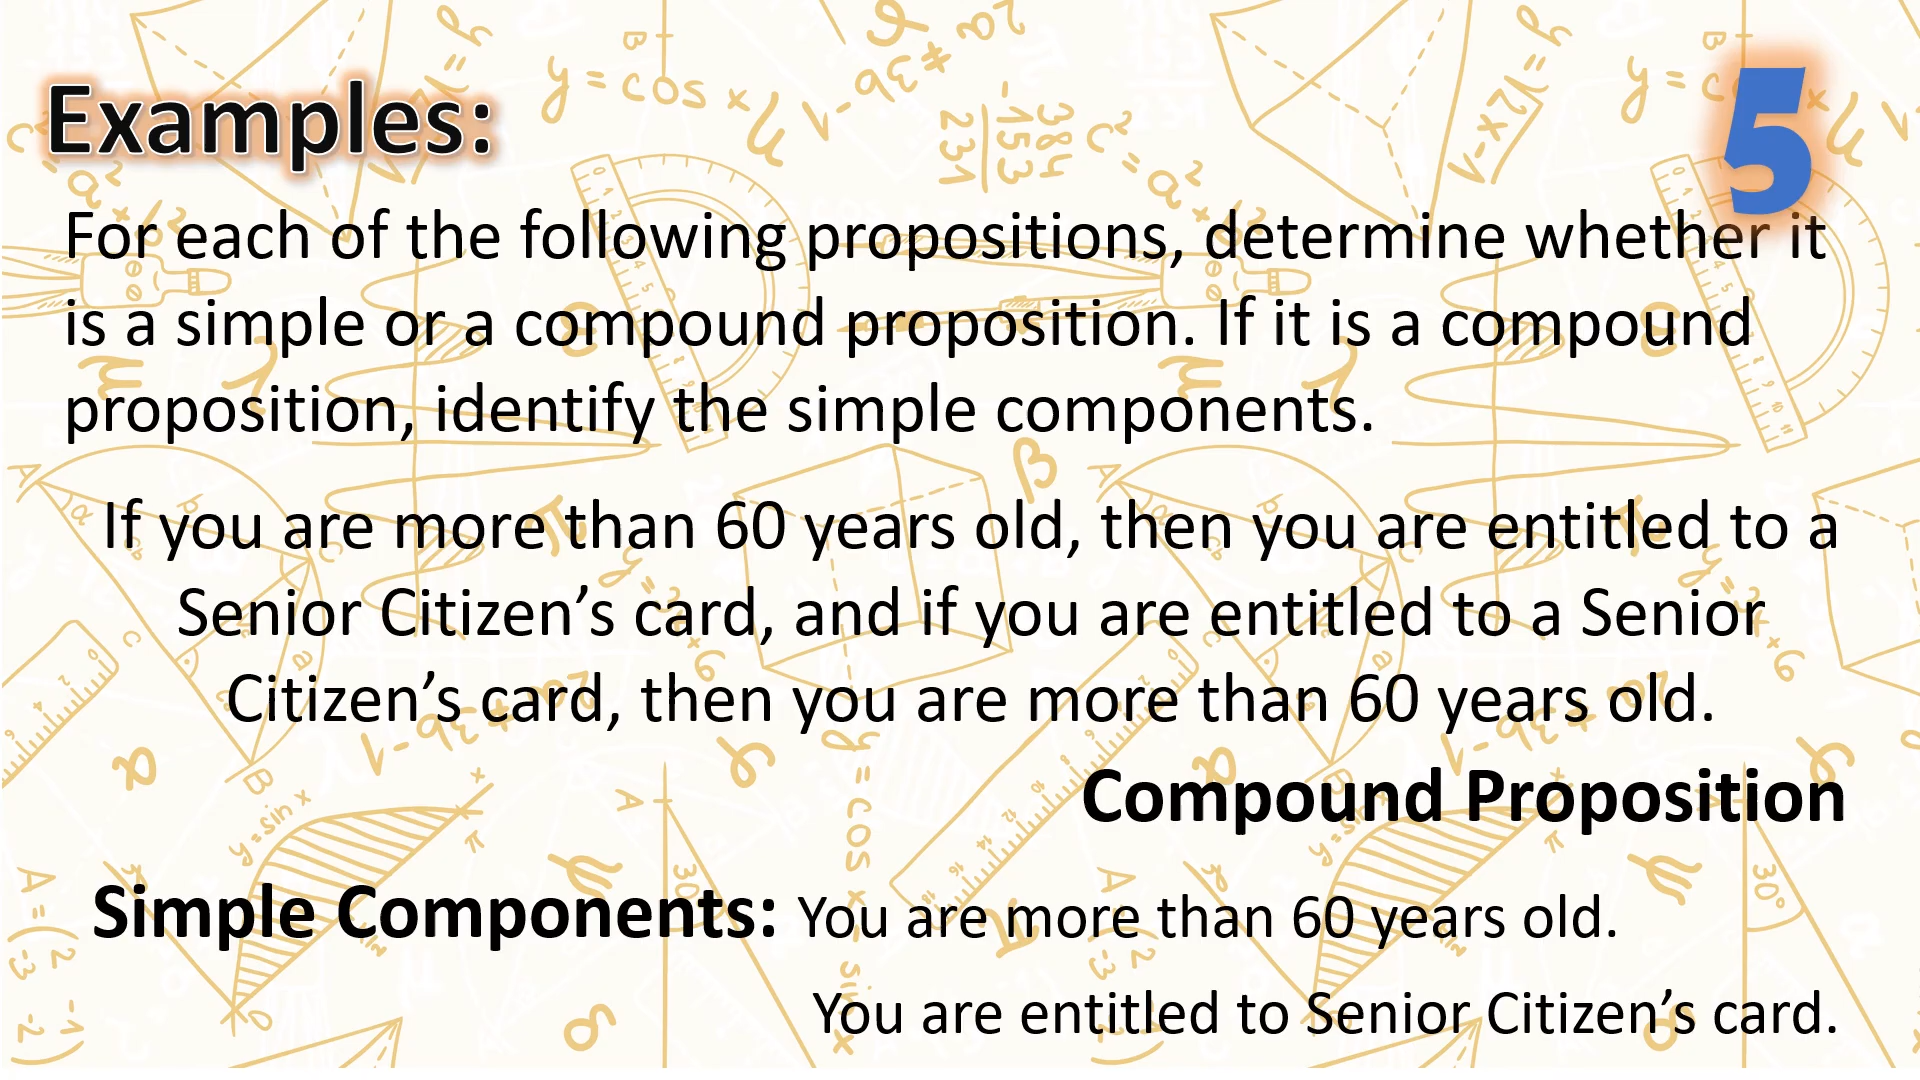 Examples:
5
For each of the following propositions, determine whether it
is a simple or a compound proposition. If it is a compound
proposition, identify the simple components.
If you are more than 60 years old, then you are entitled to a
Senior Citizen’s card, and if you are entitled to a Senior
Citizen’s card, then you are more than 60 years old.
Compound Proposition
Simple Components: You are more than 60 years old.
You are entitled to Senior Citizen’s card.